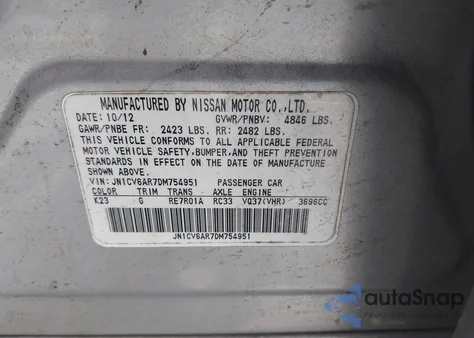 MANUFACTURED BY NISSAN MOTOR CO.,LTD.
DATE: 10/12 GVWR/PNBV: 4846 LBS.
GAWR/PNBE FR: 2423 LBS. RR: 2482 LBS.
THIS VEHICLE CONFORMS TO ALL APPLICABLE FEDERAL
MOTOR VEHICLE SAFETY,BUMPER,AND THEFT PREVENTION
STANDARDS IN EFFECT ON THE DATE OF MANUFACTURE
SHOWN ABOVE.
VIN: JN1CV6AR7DM754951 PASSENGER CAR
COLOR TRIM TRANS AXLE ENGINE
K23 G RE7R01A RC33 VQ37(VHR) 3696CC
JN1CV6AR7DM754951
autoSnap